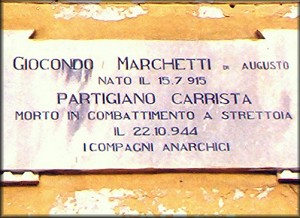 GIOCONDO MARCHETTI DI AUGUSTO
NATO IL 15.7.915
PARTIGIANO CARRISTA
MORTO IN COMBATTIMENTO A STRETTOIA
IL 22.10.944
I COMPAGNI ANARCHICI